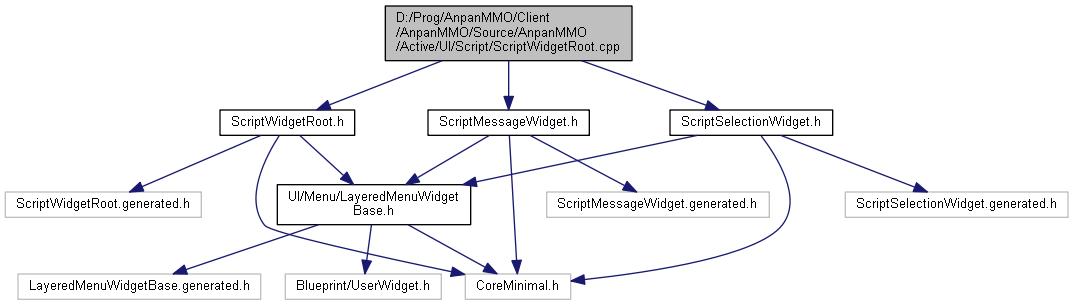 D:/Prog/AnpanMMO/Client
/AnpanMMO/Source/AnpanMMO
/Active/UI/Script/ScriptWidgetRoot.cpp
ScriptWidgetRoot.h
ScriptMessageWidget.h
ScriptSelectionWidget.h
ScriptWidgetRoot.generated.h
UI/Menu/LayeredMenuWidget
Base.h
ScriptMessageWidget.generated.h
ScriptSelectionWidget.generated.h
LayeredMenuWidgetBase.generated.h
Blueprint/UserWidget.h
CoreMinimal.h